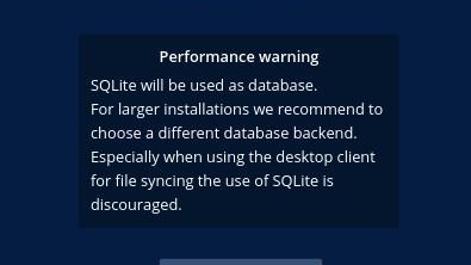 Performance warning
SQLite will be used as database.
For larger installations we recommend to
choose a different database backend.
Especially when using the desktop client
for file syncing the use of SQLite is
discouraged.